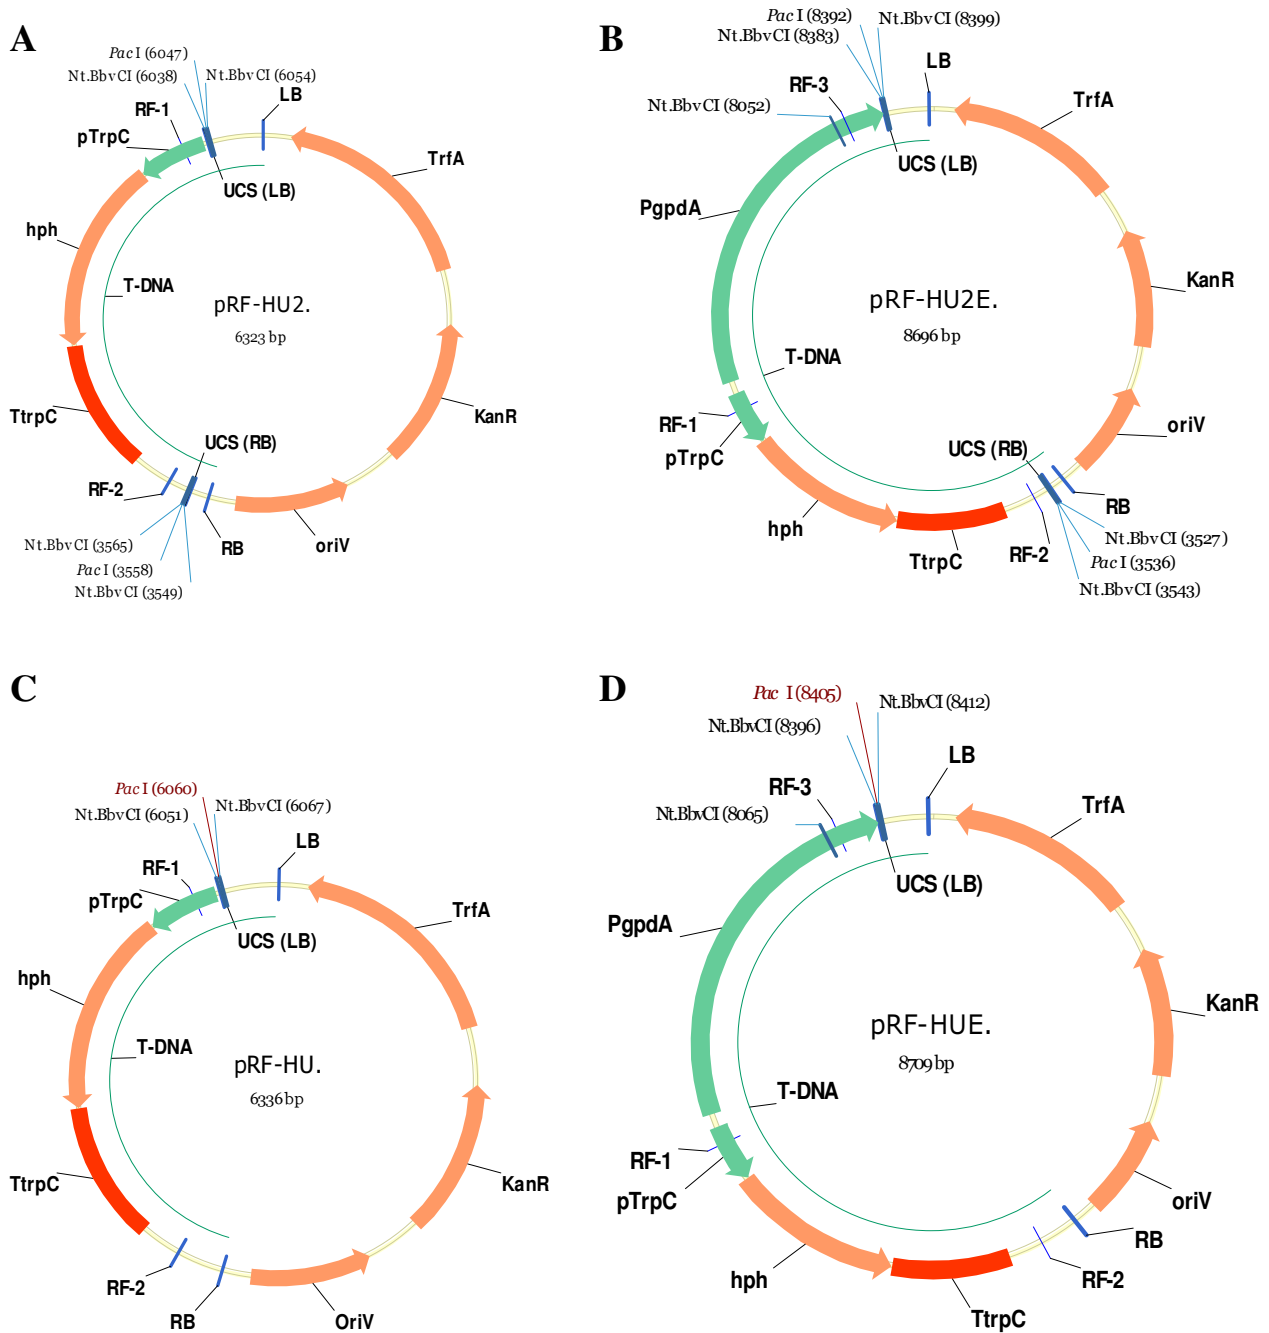 A
Pac I (6047)
Nt.BbvCI (6038)
Nt.BbvCI (6054)
LB
RF-1
pTrpC
TrfA
UCS (LB)
hph
T-DNA
pRF-HU2.
6323 bp
TtrpC
KanR
UCS (RB)
RF-2
RB
oriV
Nt.BbvCI (3565)
Pac I (3558)
Nt.BbvCI (3549)
B
Pac I (8392)
Nt.BbvCI (8399)
Nt.BbvCI (8383)
LB
RF-3
Nt.BbvCI (8052)
TrfA
UCS (LB)
PgpdA
KanR
pRF-HU2E.
8696 bp
T-DNA
RF-1
pTrpC
oriV
UCS (RB)
RB
hph
TtrpC
RF-2
Nt.BbvCI (3527)
Pac I (3536)
Nt.BbvCI (3543)
C
Pac I (6060)
Nt.BbvCI (6051)
Nt.BbvCI (6067)
LB
RF-1
pTrpC
TrfA
UCS (LB)
hph
T-DNA
pRF-HU.
6336 bp
TtrpC
KanR
RF-2
RB
OriV
D
Pac I (8405)
Nt.BbvCI (8412)
Nt.BbvCI (8396)
LB
RF-3
Nt.BbvCI (8065)
TrfA
UCS (LB)
PgpdA
KanR
pRF-HUE.
8709 bp
T-DNA
RF-1
pTrpC
oriV
RB
hph
RF-2
TtrpC